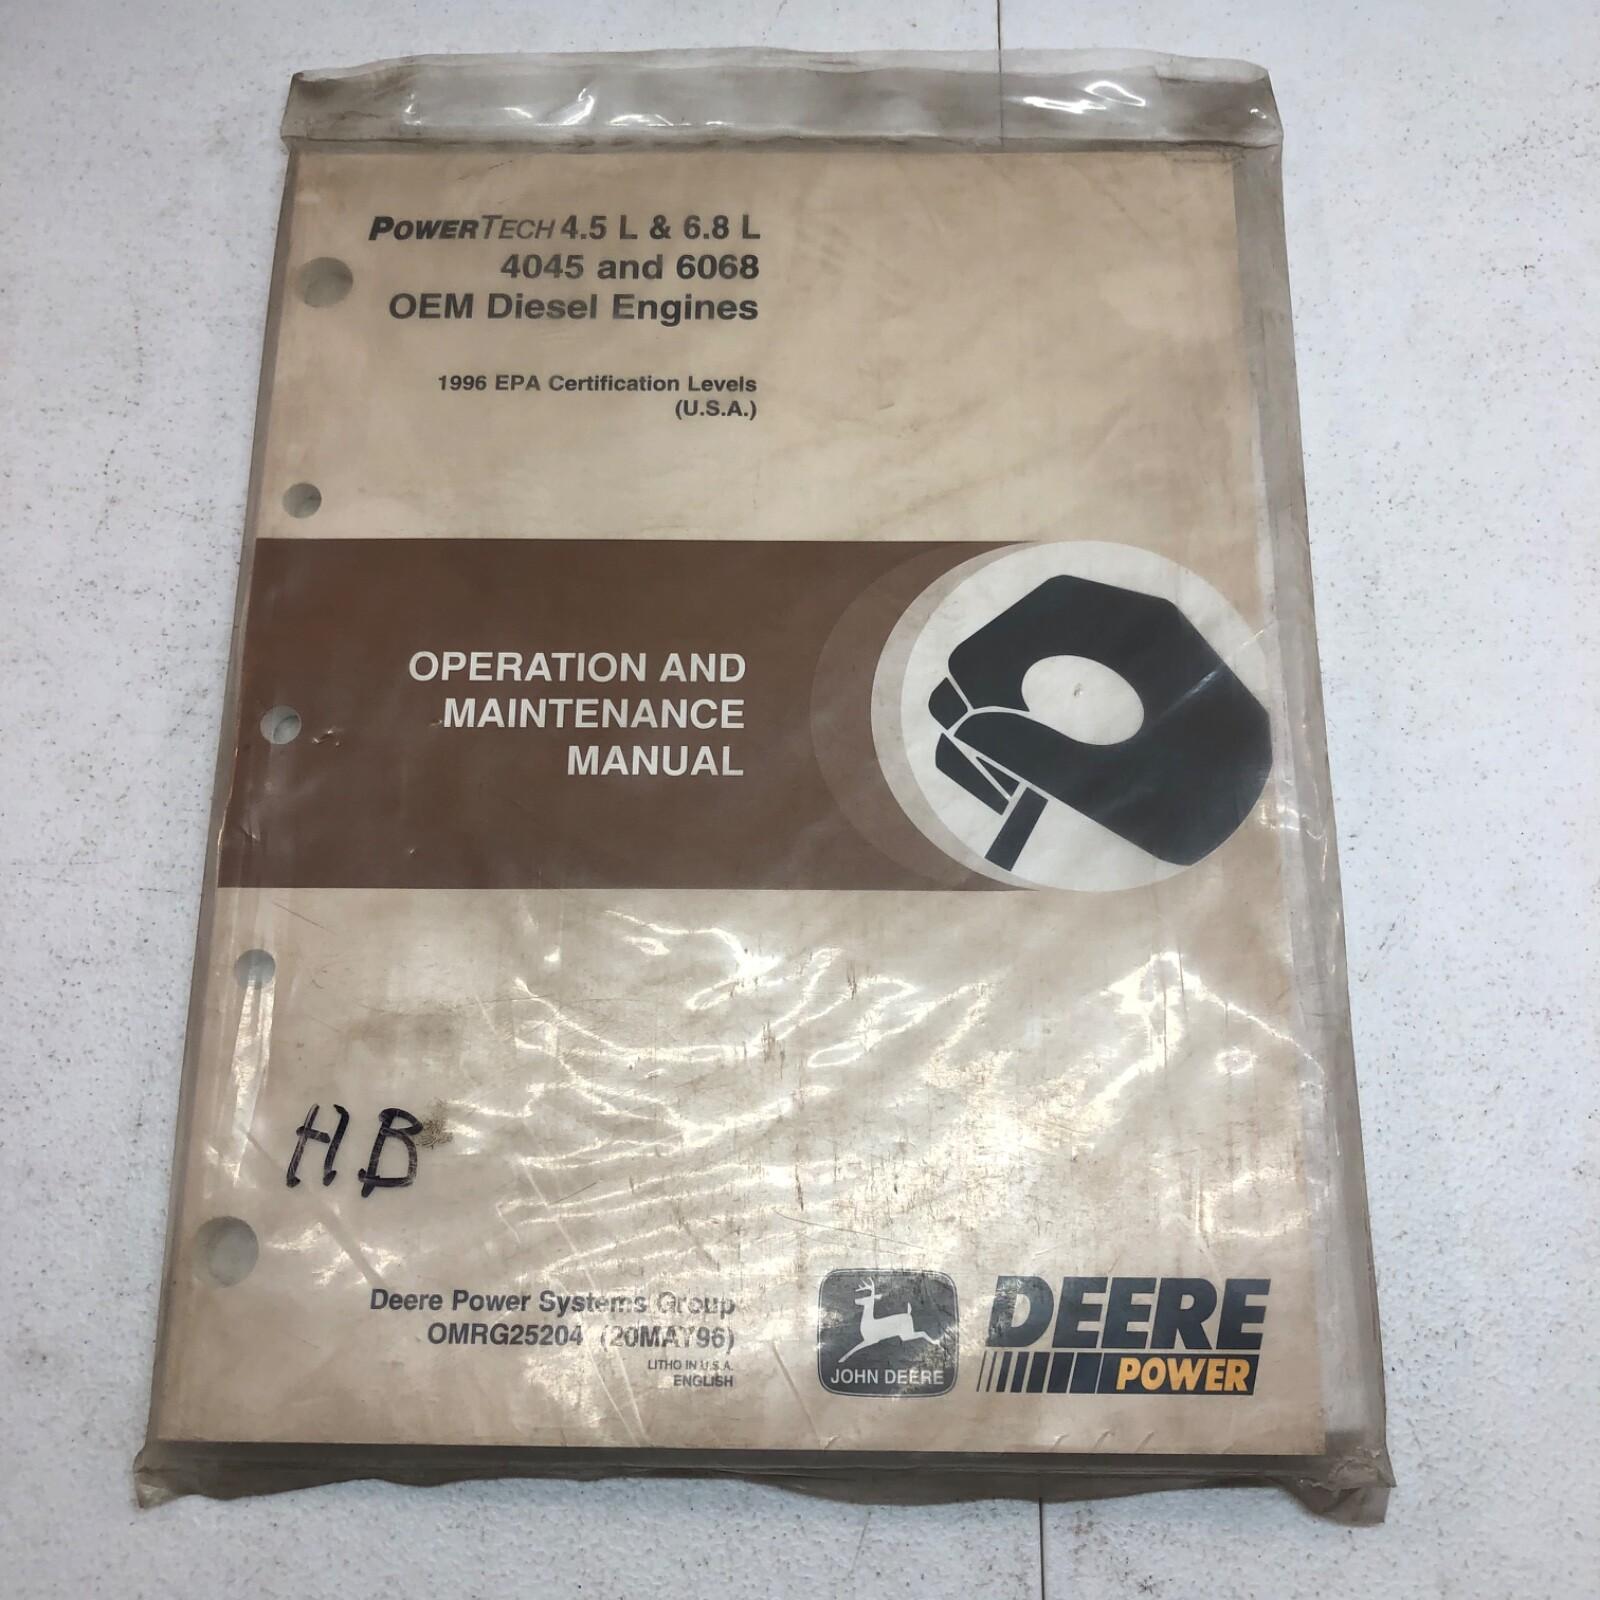 POWERTECH 4.5 L & 6.8 L
4045 and 6068
OEM Diesel Engines
1996 EPA Certification Levels
(U.S.A.)
OPERATION AND
MAINTENANCE
MANUAL
HB
Deere Power Systems Group
OMRG25204 (20MAY96)
LITHO IN U.S.A.
ENGLISH
JOHN DEERE
DEERE
POWER